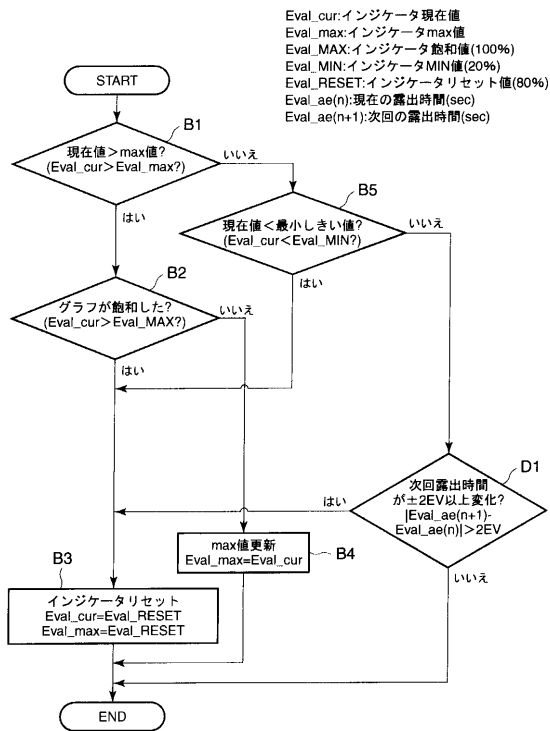 Eval_cur:インジケータ現在値
Eval_max:インジケータmax値
Eval_MAX:インジケータ飽和値(100%)
Eval_MIN:インジケータMIN値(20%)
Eval_RESET:インジケータリセット値(80%)
Eval_ae(n):現在の露出時間(sec)
Eval_ae(n+1):次回の露出時間(sec)
START
B1
現在値>max値?
(Eval_cur>Eval_max?)
いいえ
はい
B5
現在値<最小しきい値?
(Eval_cur<Eval_MIN?)
いいえ
はい
B2
グラフが飽和した?
(Eval_cur>Eval_MAX?)
いいえ
はい
D1
次回露出時間
が±2EV以上変化?
|Eval_ae(n+1)-
Eval_ae(n)|>2EV
はい
いいえ
max値更新
Eval_max=Eval_cur
B4
B3
インジケータリセット
Eval_cur=Eval_RESET
Eval_max=Eval_RESET
END